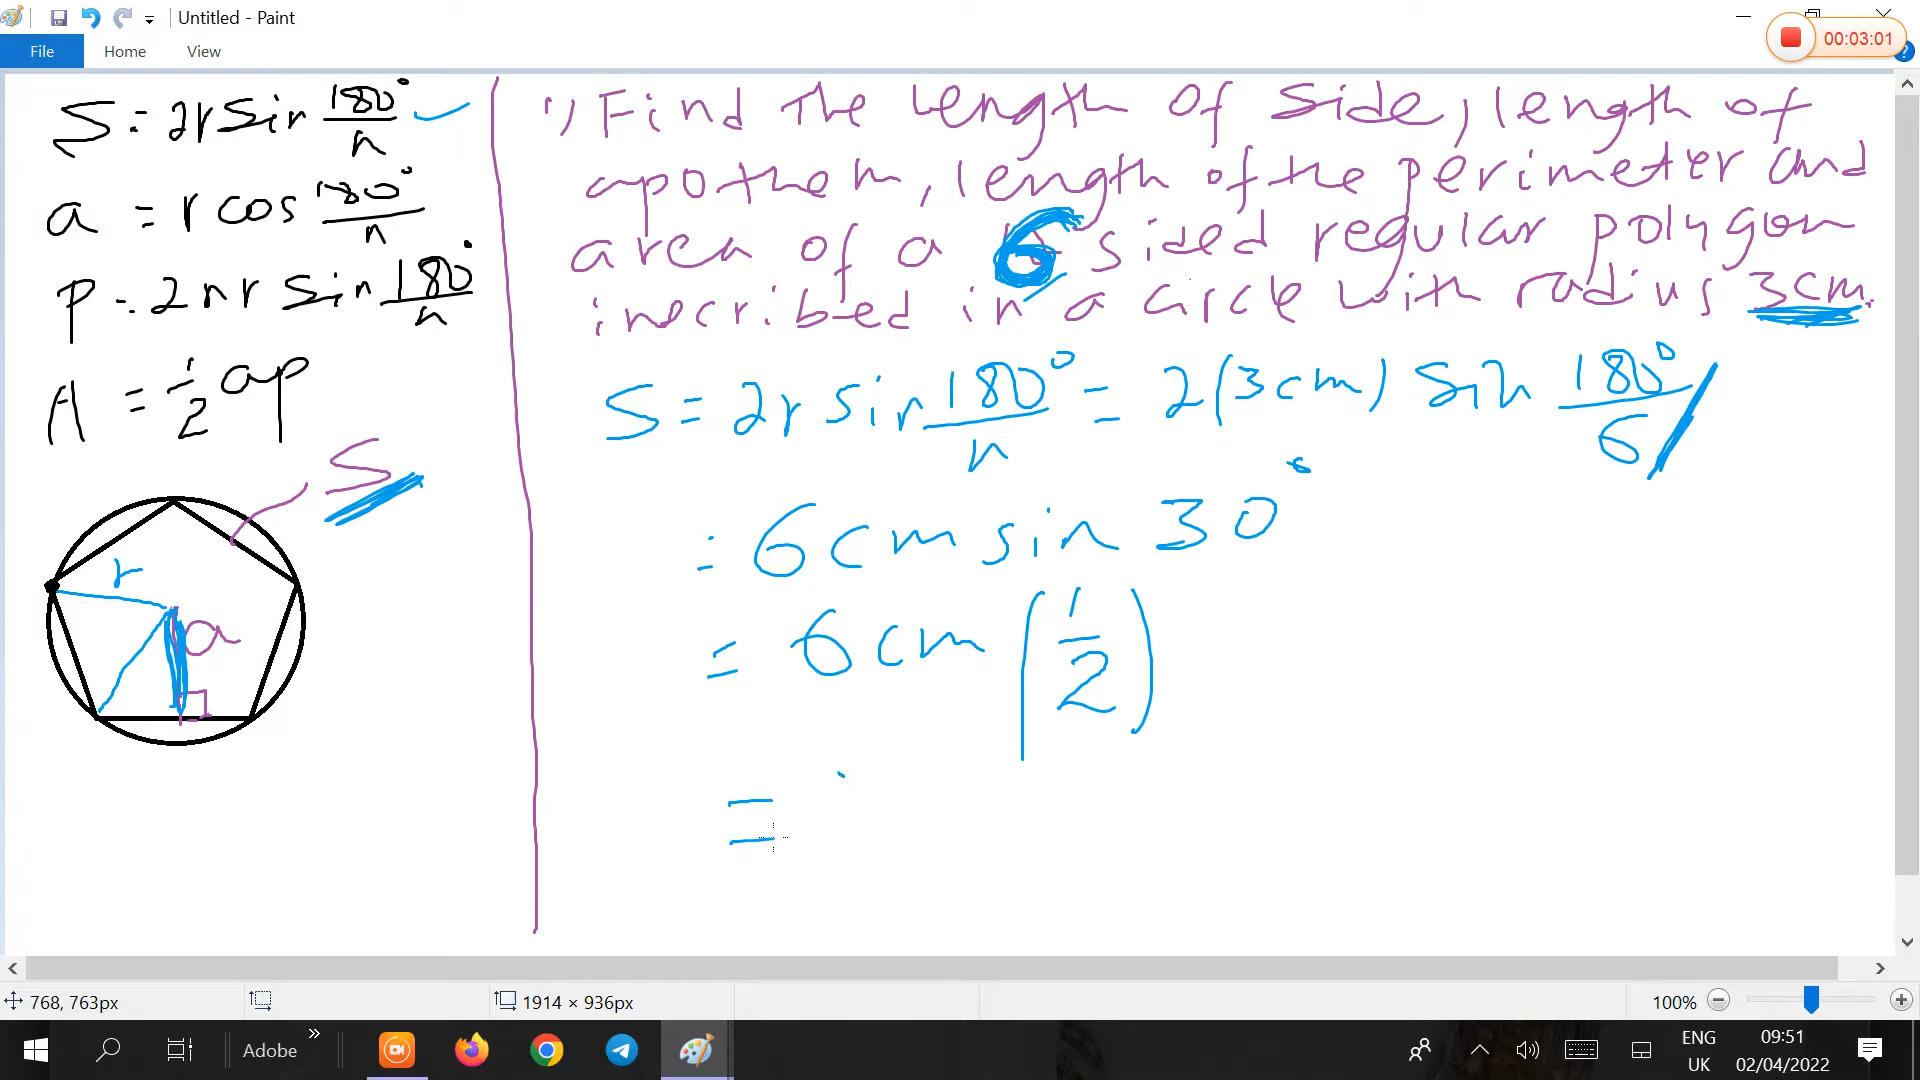 Untitled - Paint
00:03:01
File Home View
S = 2r sin 180°/n
a = r cos 180°/n
P = 2nr sin 180°/n
A = 1/2 ap
S
r
a
1) Find the length of side, length of
apothem, length of the perimeter and
area of a 6 sided regular polygon
inscribed in a circle with radius 3cm.
S = 2r sin 180°/n = 2(3cm) sin 180°/6
= 6cm sin 30°
= 6cm (1/2)
=
768, 763px
1914 × 936px
100%
Adobe
ENG
UK
09:51
02/04/2022